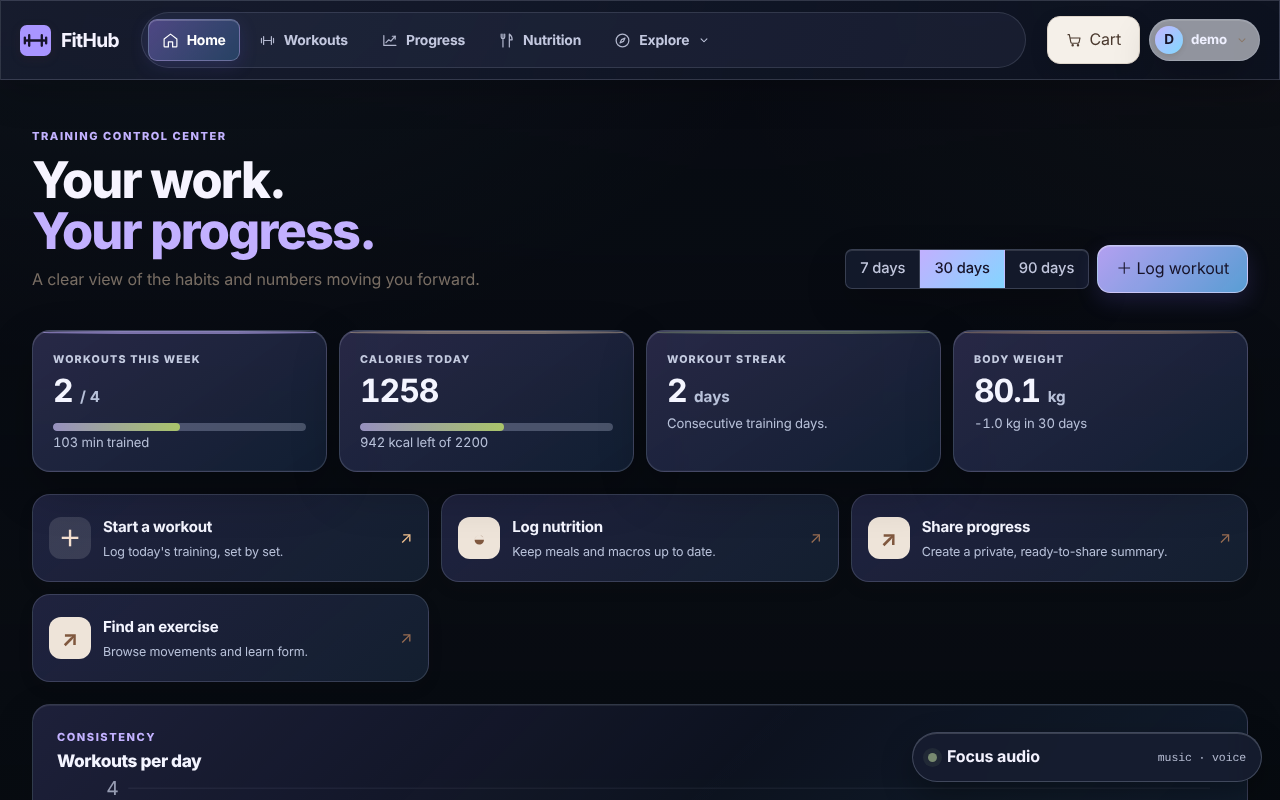 FitHub
Home
Workouts
Progress
Nutrition
Explore
Cart
D
demo
TRAINING CONTROL CENTER
Your work.
Your progress.
A clear view of the habits and numbers moving you forward.
7 days
30 days
90 days
+ Log workout
WORKOUTS THIS WEEK
2 / 4
103 min trained
CALORIES TODAY
1258
942 kcal left of 2200
WORKOUT STREAK
2 days
Consecutive training days.
BODY WEIGHT
80.1 kg
-1.0 kg in 30 days
Start a workout
Log today's training, set by set.
Log nutrition
Keep meals and macros up to date.
Share progress
Create a private, ready-to-share summary.
Find an exercise
Browse movements and learn form.
CONSISTENCY
Workouts per day
4
Focus audio
music · voice